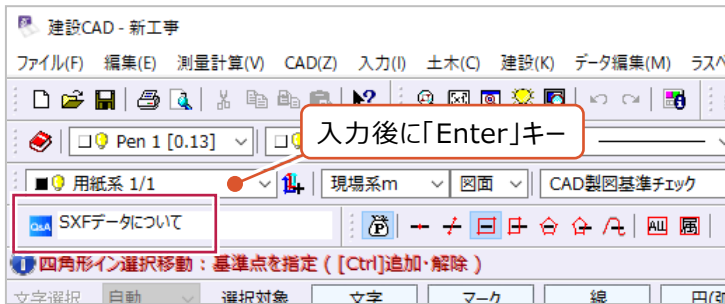 建設CAD - 新工事
ファイル(F) 編集(E) 測量計算(V) CAD(Z) 入力(I) 土木(C) 建設(K) データ編集(M) ラスベ
Pen 1 [0.13]
入力後に「Enter」キー
用紙系 1/1 現場系m 図面 CAD製図基準チェック
Q&A SXFデータについて ALL 属
四角形イン選択移動：基準点を指定 ( [Ctrl]追加・解除 )
文字選択 自動 選択対象 文字 マーク 線